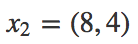 x₂ = (8, 4)